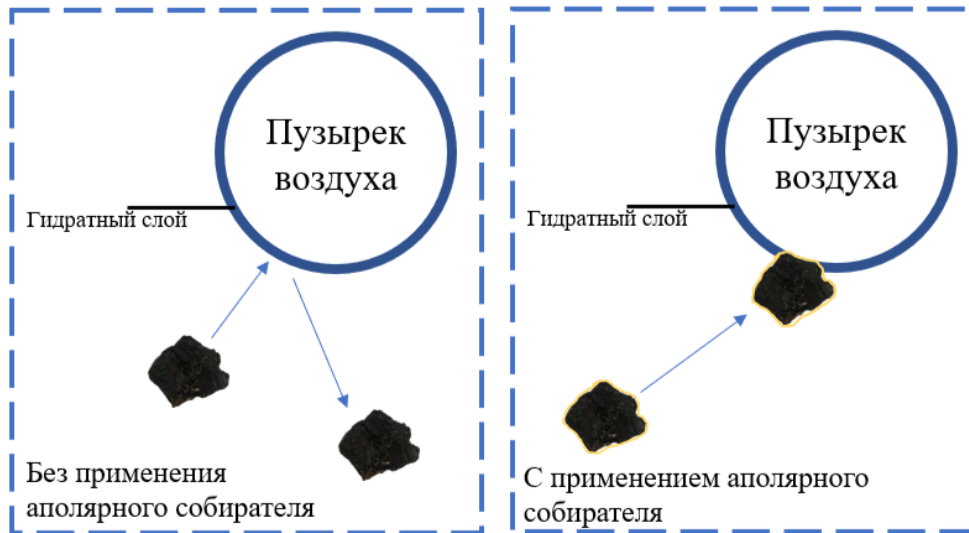 Пузырек
воздуха
Гидратный слой
Без применения
аполярного собирателя
Пузырек
воздуха
Гидратный слой
С применением аполярного
собирателя